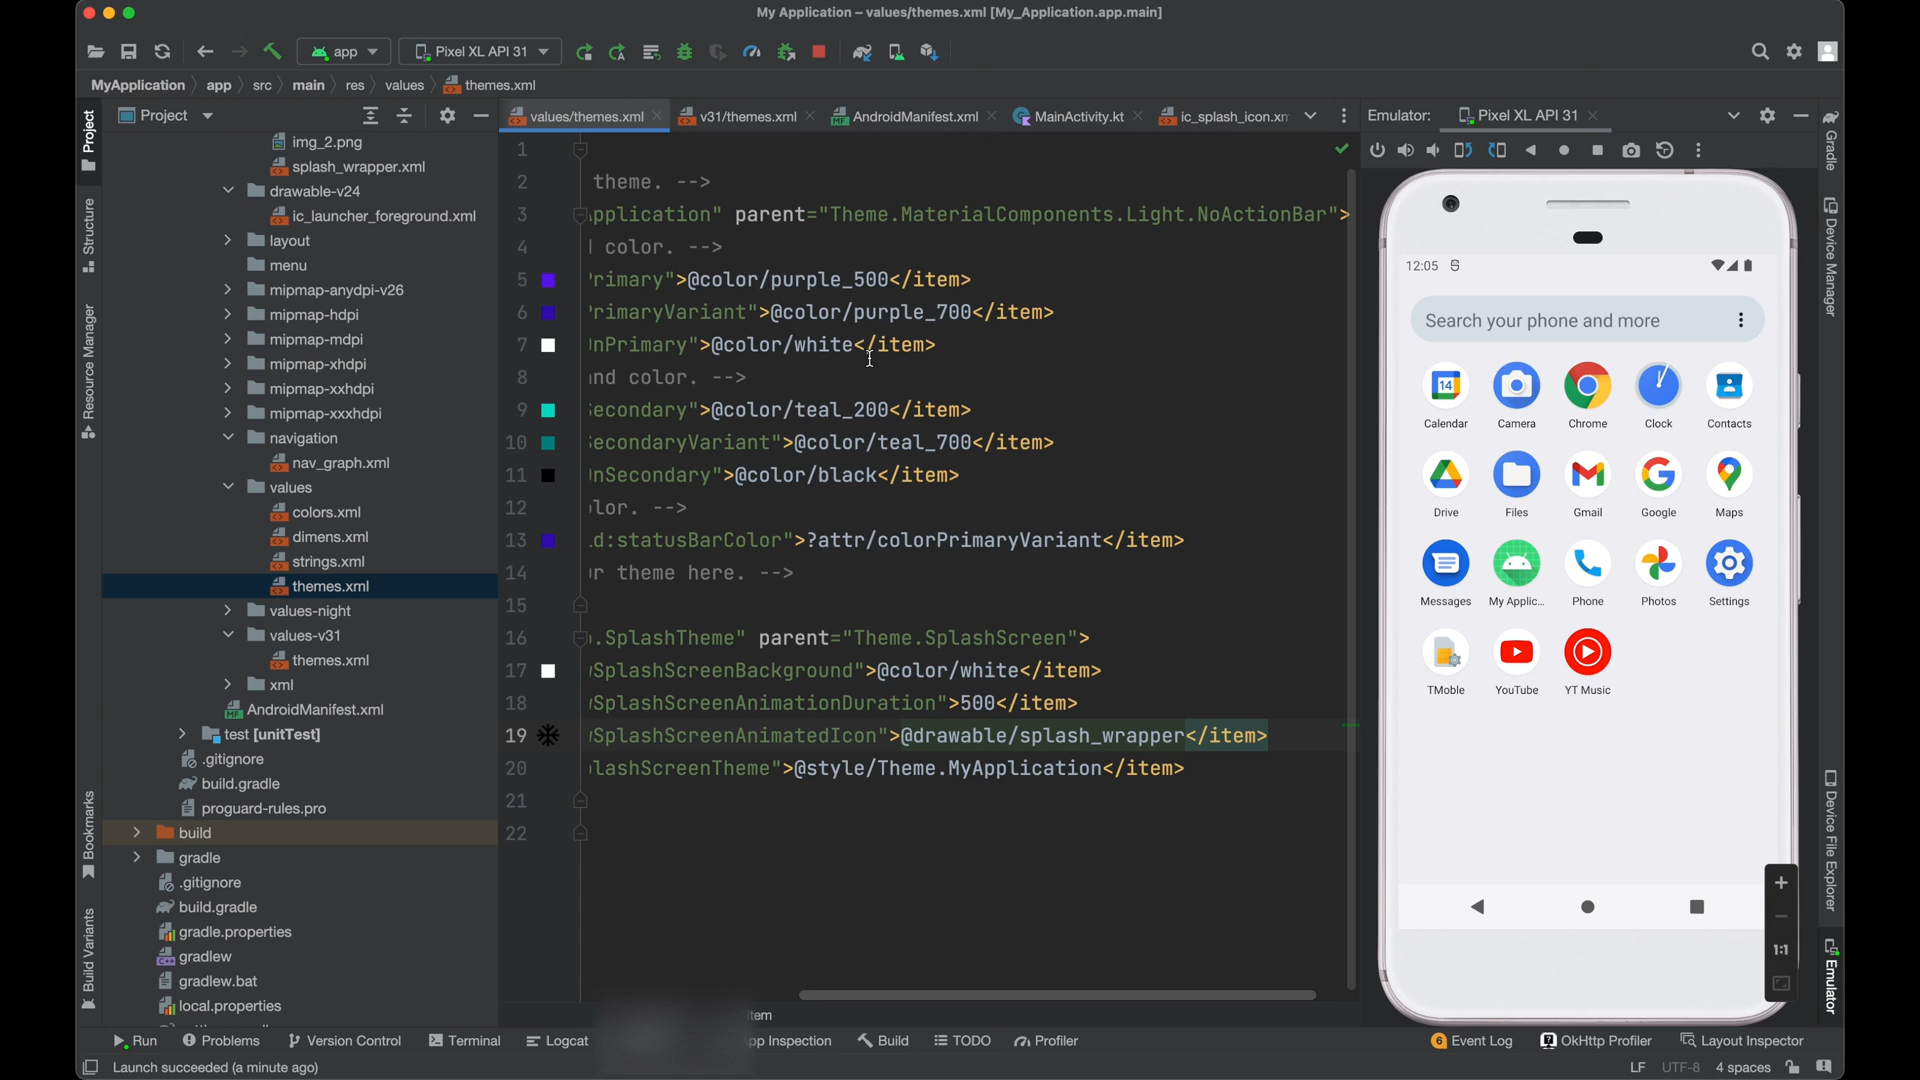 My Application – values/themes.xml [My_Application.app.main]
app
Pixel XL API 31
MyApplication
app
src
main
res
values
themes.xml
Project
values/themes.xml
v31/themes.xml
AndroidManifest.xml
MainActivity.kt
ic_splash_icon.xm
Emulator:
Pixel XL API 31
Project
Structure
Resource Manager
Bookmarks
Build Variants
img_2.png
splash_wrapper.xml
drawable-v24
ic_launcher_foreground.xml
layout
menu
mipmap-anydpi-v26
mipmap-hdpi
mipmap-mdpi
mipmap-xhdpi
mipmap-xxhdpi
mipmap-xxxhdpi
navigation
nav_graph.xml
values
colors.xml
dimens.xml
strings.xml
themes.xml
values-night
values-v31
themes.xml
xml
AndroidManifest.xml
test [unitTest]
.gitignore
build.gradle
proguard-rules.pro
build
gradle
.gitignore
build.gradle
gradle.properties
gradlew
gradlew.bat
local.properties
1
2 theme. -->
3 pplication" parent="Theme.MaterialComponents.Light.NoActionBar">
4 color. -->
5 Primary">@color/purple_500</item>
6 PrimaryVariant">@color/purple_700</item>
7 nPrimary">@color/white</item>
8 nd color. -->
9 Secondary">@color/teal_200</item>
10 SecondaryVariant">@color/teal_700</item>
11 nSecondary">@color/black</item>
12 lor. -->
13 d:statusBarColor">?attr/colorPrimaryVariant</item>
14 r theme here. -->
15
16 .SplashTheme" parent="Theme.SplashScreen">
17 SplashScreenBackground">@color/white</item>
18 SplashScreenAnimationDuration">500</item>
19 SplashScreenAnimatedIcon">@drawable/splash_wrapper</item>
20 lashScreenTheme">@style/Theme.MyApplication</item>
21
22
item
12:05
Search your phone and more
14
Calendar
Camera
Chrome
Clock
Contacts
Drive
Files
Gmail
Google
Maps
Messages
My Applic...
Phone
Photos
Settings
TMoble
YouTube
YT Music
1:1
Gradle
Device Manager
Device File Explorer
Emulator
Run
Problems
Version Control
Terminal
Logcat
pp Inspection
Build
TODO
Profiler
6 Event Log
OkHttp Profiler
Layout Inspector
Launch succeeded (a minute ago)
LF
UTF-8
4 spaces